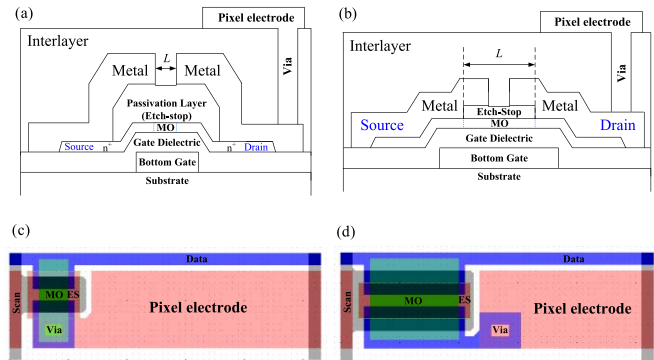 (a)
Pixel electrode
Interlayer
L
Metal
Metal
Via
Passivation Layer
(Etch-stop)
MO
Source n+
Gate Dielectric
n+ Drain
Bottom Gate
Substrate
(b)
Pixel electrode
Interlayer
L
Via
Metal
Etch-Stop
Metal
MO
Source
Drain
Gate Dielectric
Bottom Gate
Substrate
(c)
Data
Scan
MO ES
Pixel electrode
Via
(d)
Data
Scan
MO
ES
Pixel electrode
Via